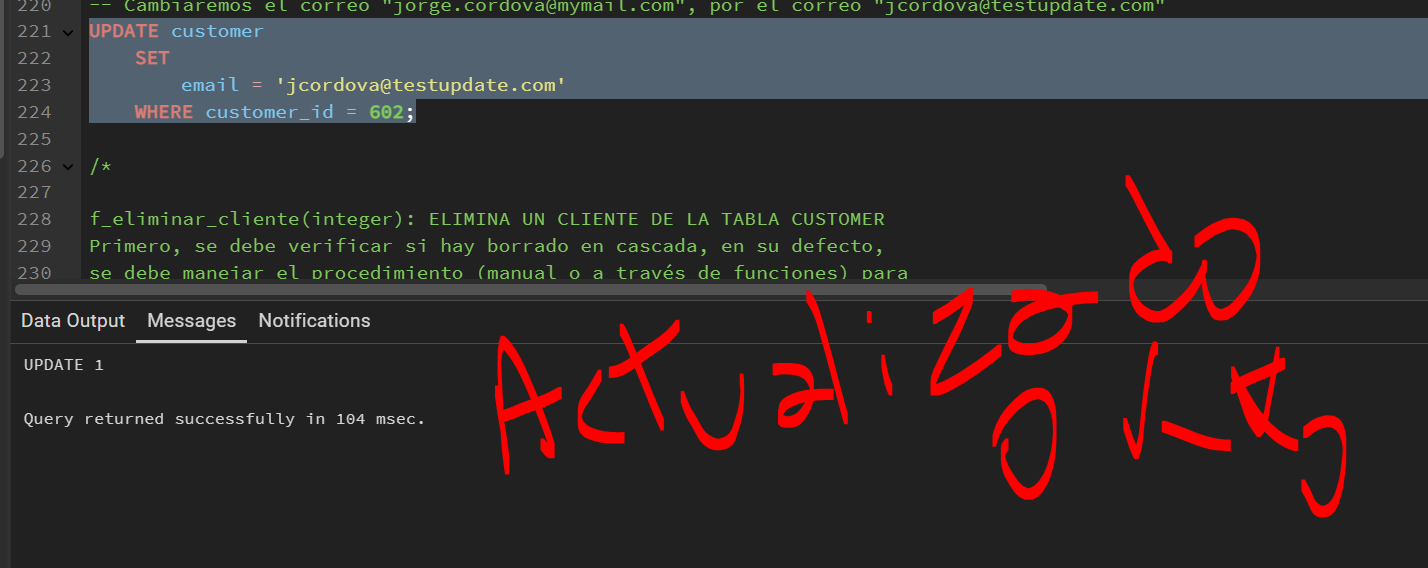 220 -- Cambiaremos el correo "jorge.cordova@mymail.com", por el correo "jcordova@testupdate.com"
221 UPDATE customer
222 SET
223 email = 'jcordova@testupdate.com'
224 WHERE customer_id = 602;
225
226 /*
227
228 f_eliminar_cliente(integer): ELIMINA UN CLIENTE DE LA TABLA CUSTOMER
229 Primero, se debe verificar si hay borrado en cascada, en su defecto,
230 se debe manejar el procedimiento (manual o a través de funciones) para
Data Output Messages Notifications
UPDATE 1
Query returned successfully in 104 msec.
Actualizado